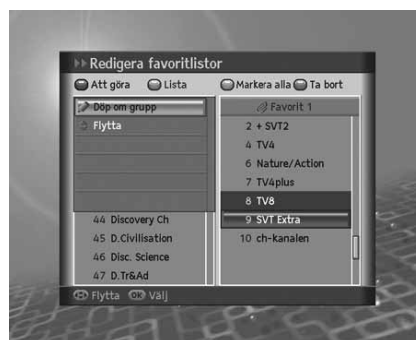 Redigera favoritlistor
Att göra Lista Markera alla Ta bort
Döp om grupp
Flytta
44 Discovery Ch
45 D.Civilisation
46 Disc. Science
47 D.Tr&Ad
Favorit 1
2 + SVT2
4 TV4
6 Nature/Action
7 TV4plus
8 TV8
9 SVT Extra
10 ch-kanalen
Flytta OK Välj